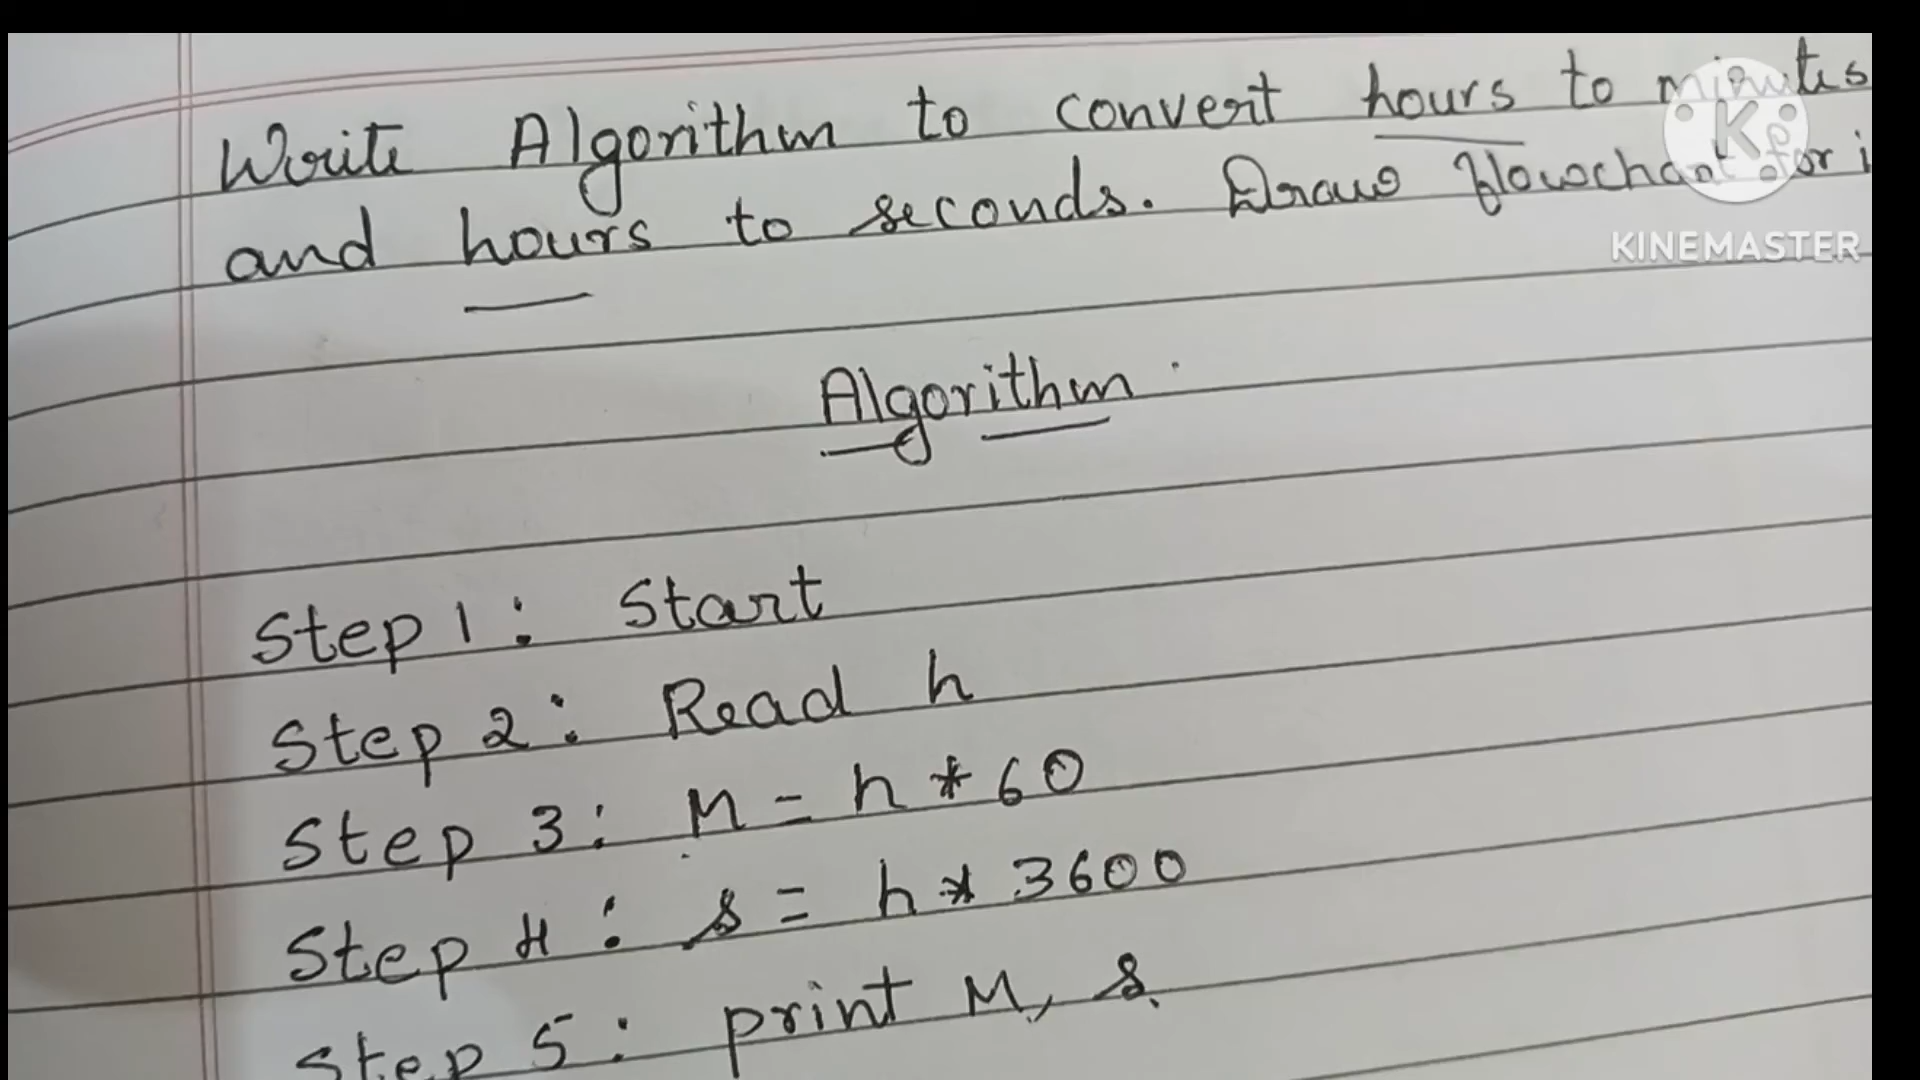 Write Algorithm to convert hours to minutes
and hours to seconds. Draw flowchart for i
KINEMASTER
Algorithm
Step 1: Start
Step 2: Read h
Step 3: M = h * 60
Step 4: s = h * 3600
Step 5: print M, s